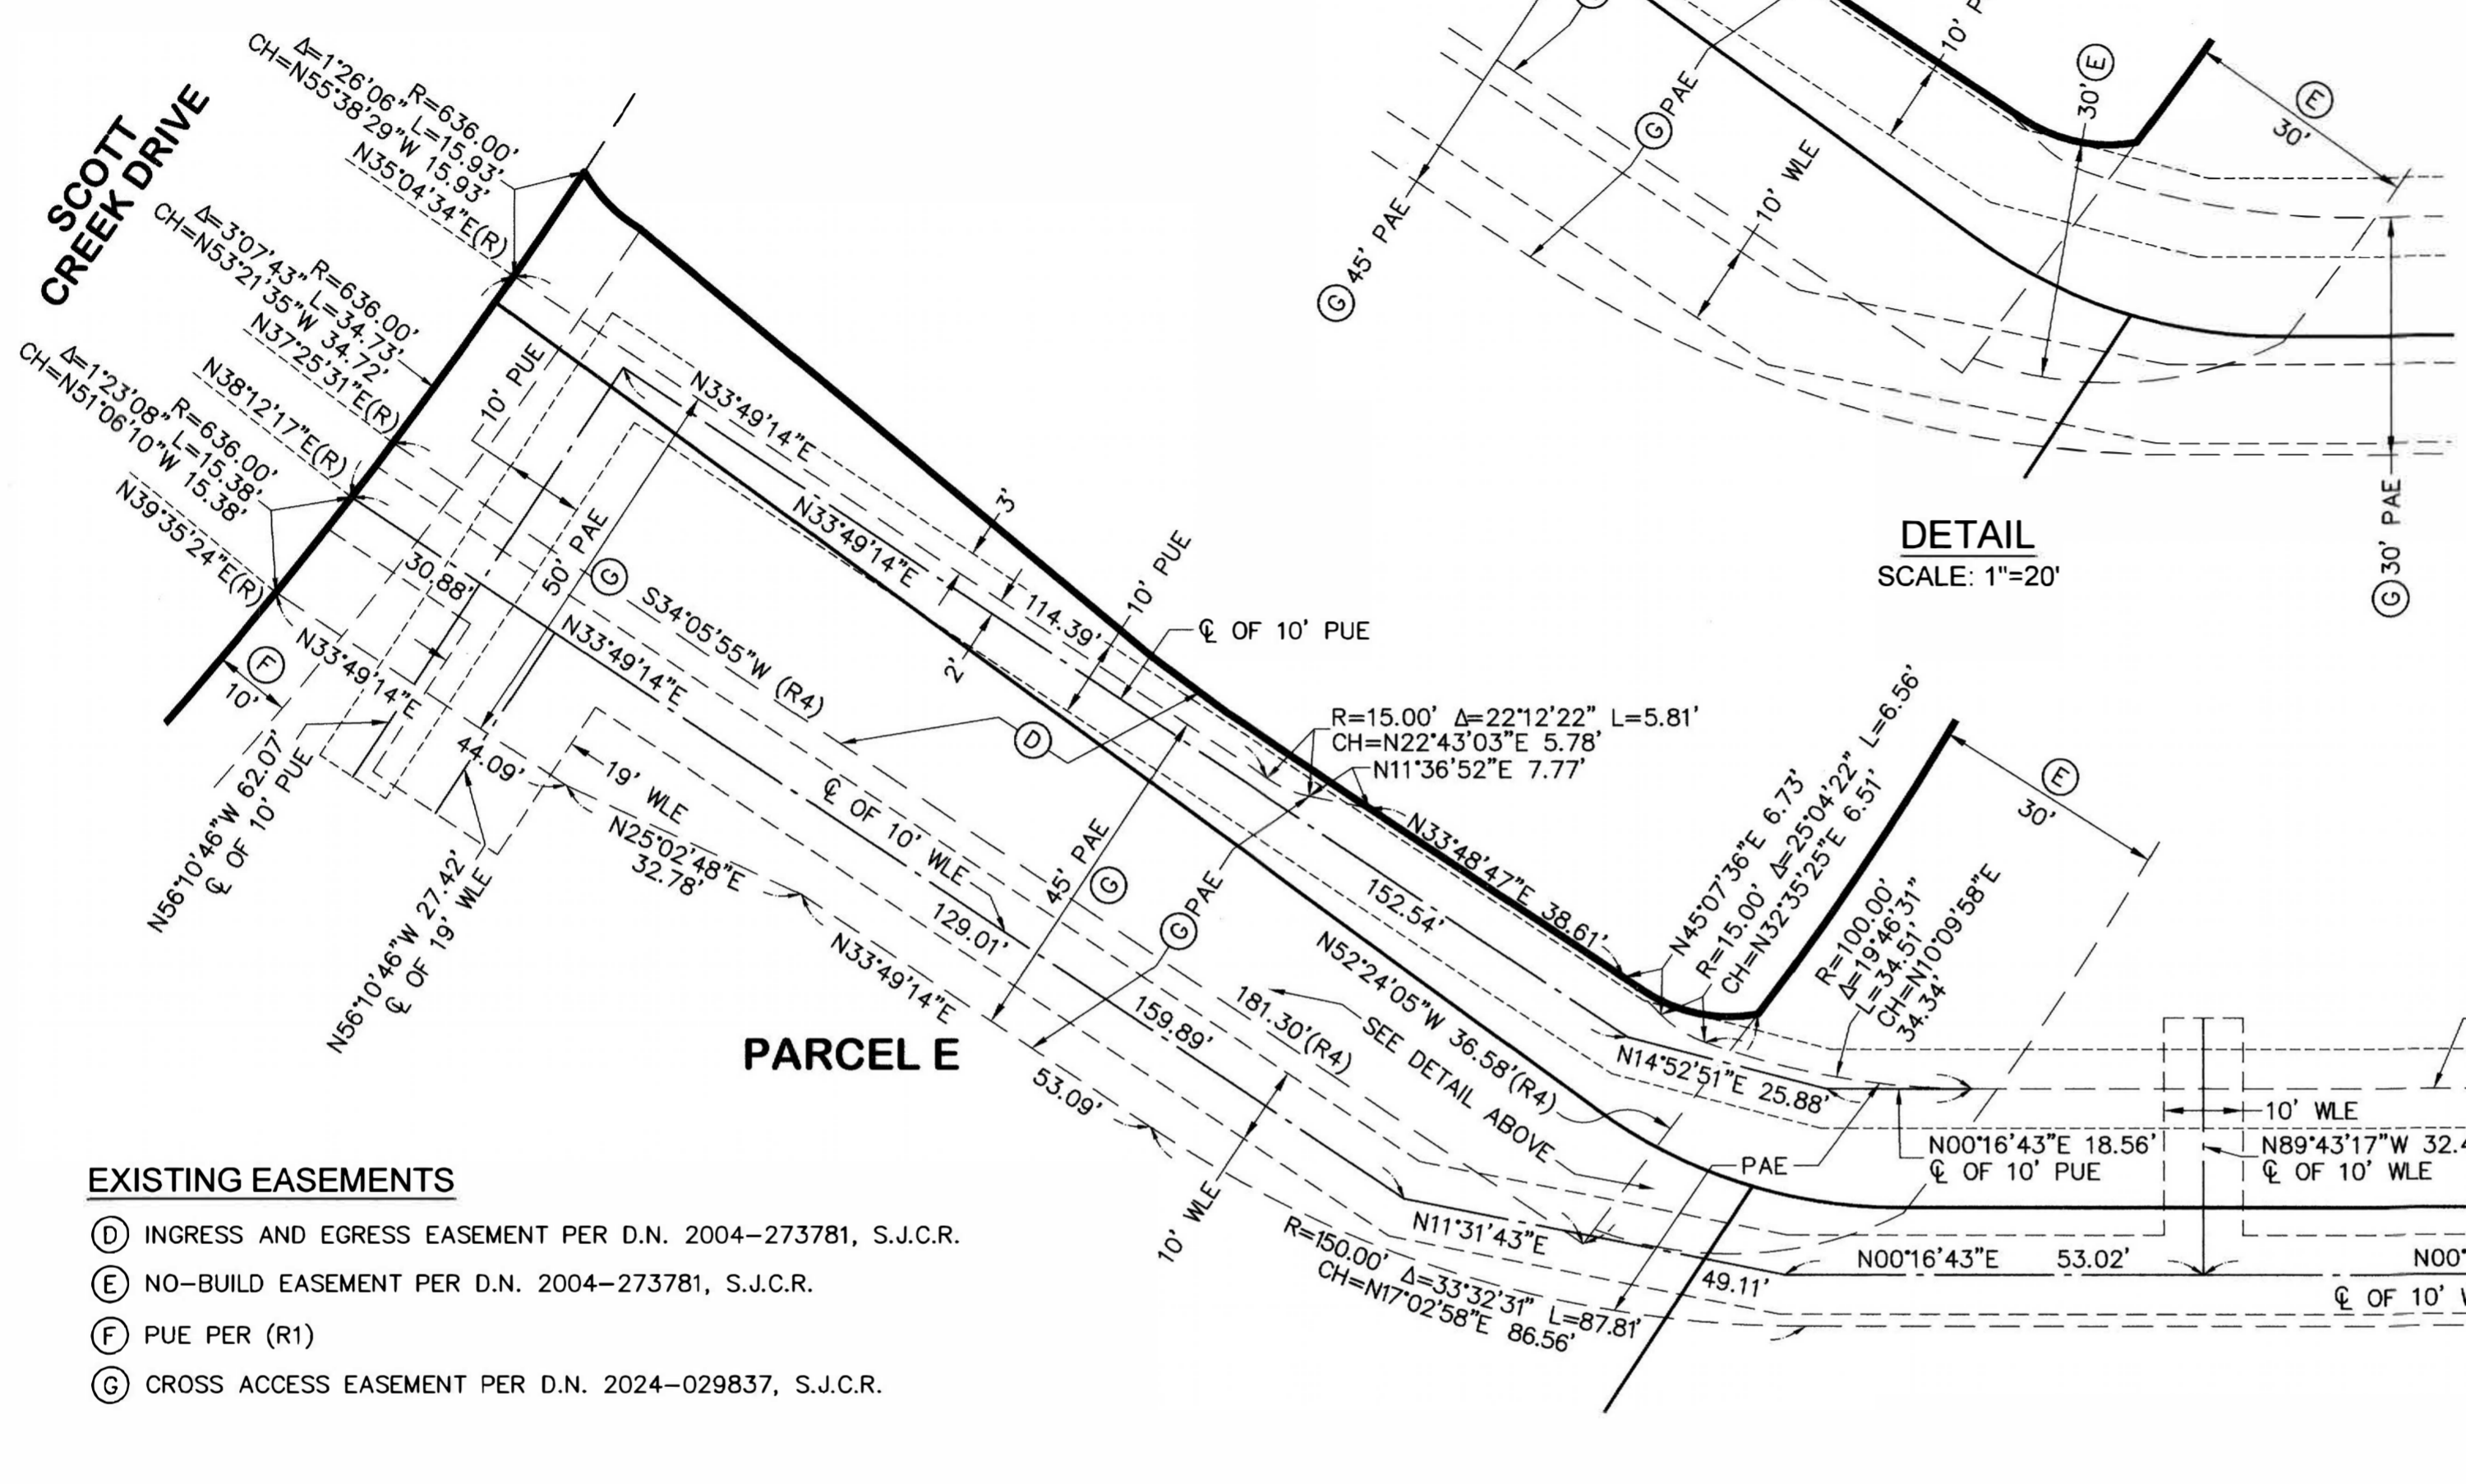 SCOTT
CREEK DRIVE
R=636.00'
Δ=1°26'06" L=15.93'
CH=N55°38'29"W 15.93'
N35°04'34"E(R)
R=636.00'
Δ=3°07'43" L=34.73'
CH=N53°21'35"W 34.72'
N37°25'31"E(R)
N38°12'17"E(R)
R=636.00'
Δ=1°23'08" L=15.38'
CH=N51°06'10"W 15.38'
N39°35'24"E(R)
10' PUE
N33°49'14"E
N33°49'14"E
3'
2'
50' PAE
G
30.88'
S34°05'55"W (R4)
N33°49'14"E
N33°49'14"E
F
10'
114.39'
10' PUE
℄ OF 10' PUE
D
44.09'
19' WLE
N56°10'46"W 62.07'
℄ OF 10' PUE
N56°10'46"W 27.42'
℄ OF 19' WLE
N25°02'48"E
32.78'
℄ OF 10' WLE
129.01'
N33°49'14"E
45' PAE
G
G PAE
R=15.00' Δ=22°12'22" L=5.81'
CH=N22°43'03"E 5.78'
N11°36'52"E 7.77'
N33°48'47"E 38.61'
152.54'
N52°24'05"W 36.58'(R4)
159.89'
181.30'(R4)
SEE DETAIL ABOVE
53.09'
10' WLE
PARCEL E
N45°07'36"E 6.73'
R=15.00' Δ=25°04'22" L=6.56'
CH=N32°35'25"E 6.51'
R=100.00'
Δ=19°46'31"
L=34.51'
CH=N10°09'58"E
34.34'
E
30'
N14°52'51"E 25.88'
PAE
N00°16'43"E 18.56'
℄ OF 10' PUE
10' WLE
N89°43'17"W 32.4
℄ OF 10' WLE
N11°31'43"E
49.11'
R=150.00' Δ=33°32'31" L=87.81'
CH=N17°02'58"E 86.56'
N00°16'43"E 53.02'
N00°
℄ OF 10'
G 45' PAE
G PAE
10' WLE
10'
30' E
E
30'
G 30' PAE
DETAIL
SCALE: 1"=20'
EXISTING EASEMENTS
D INGRESS AND EGRESS EASEMENT PER D.N. 2004-273781, S.J.C.R.
E NO-BUILD EASEMENT PER D.N. 2004-273781, S.J.C.R.
F PUE PER (R1)
G CROSS ACCESS EASEMENT PER D.N. 2024-029837, S.J.C.R.